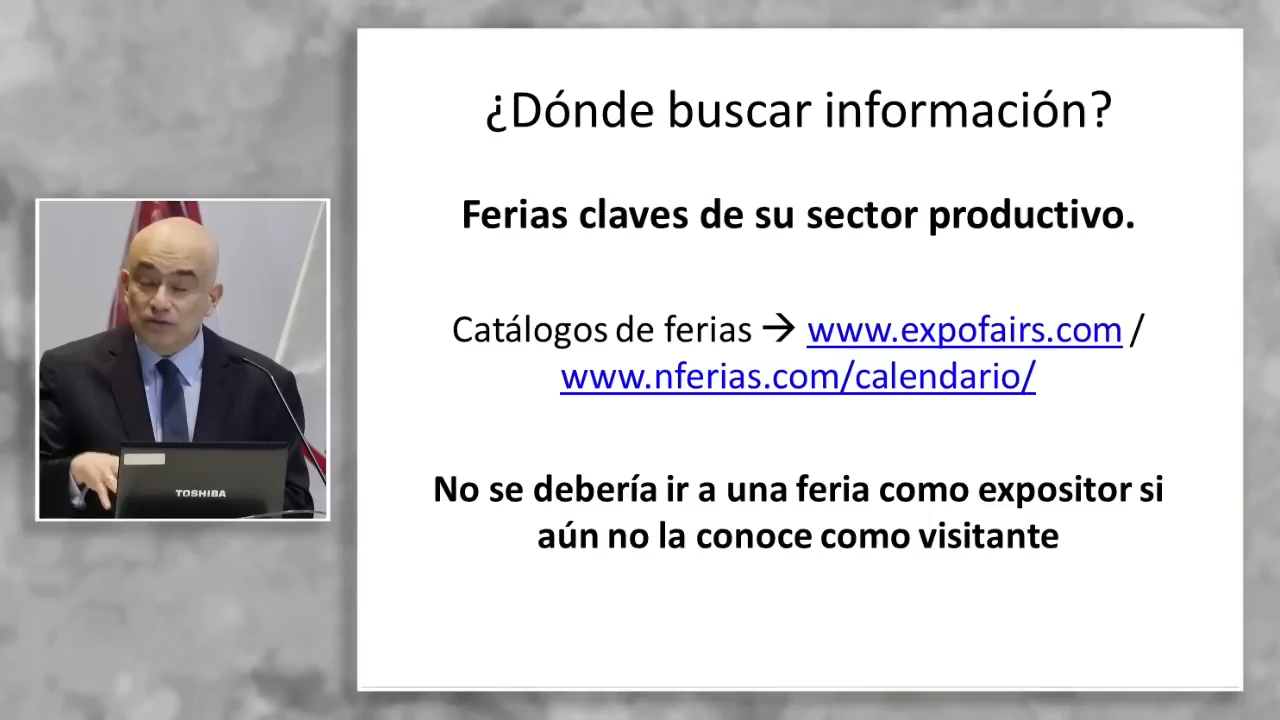 ¿Dónde buscar información?
Ferias claves de su sector productivo.
Catálogos de ferias → www.expofairs.com /
www.nferias.com/calendario/
No se debería ir a una feria como expositor si
aún no la conoce como visitante
TOSHIBA